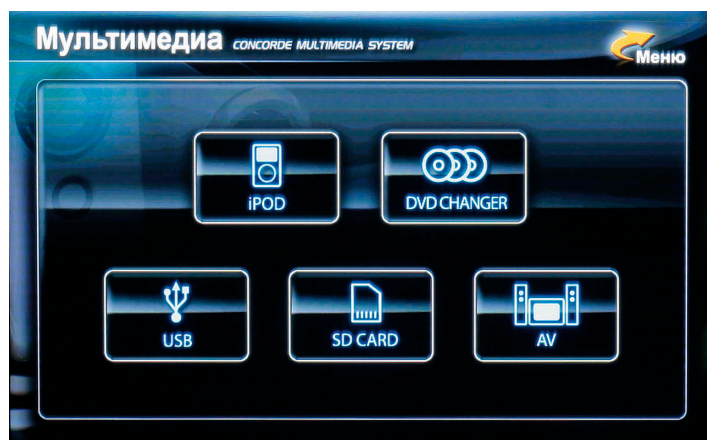 Мультимедиа CONCORDE MULTIMEDIA SYSTEM
Меню
iPOD
DVD CHANGER
USB
SD CARD
AV